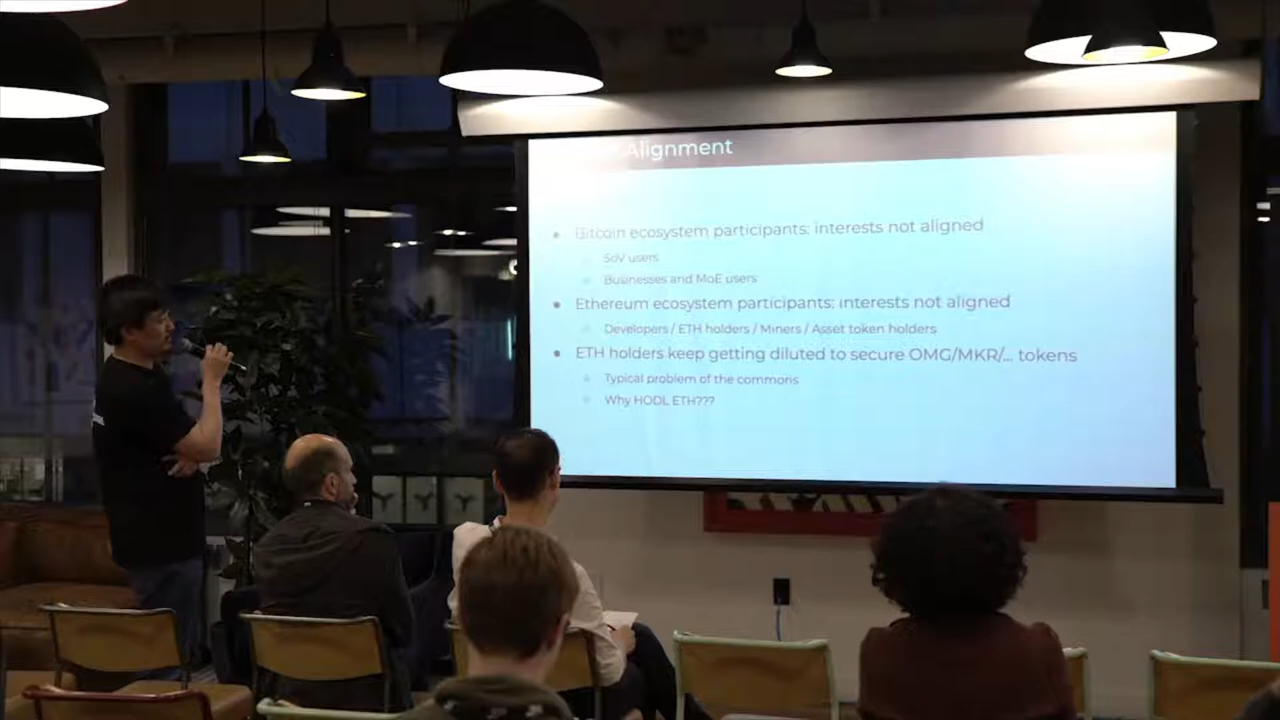 Alignment
Bitcoin ecosystem participants: interests not aligned
SoV users
Businesses and MoE users
Ethereum ecosystem participants: interests not aligned
Developers / ETH holders / Miners / Asset token holders
ETH holders keep getting diluted to secure OMG/MKR/... tokens
Typical problem of the commons
Why HODL ETH???